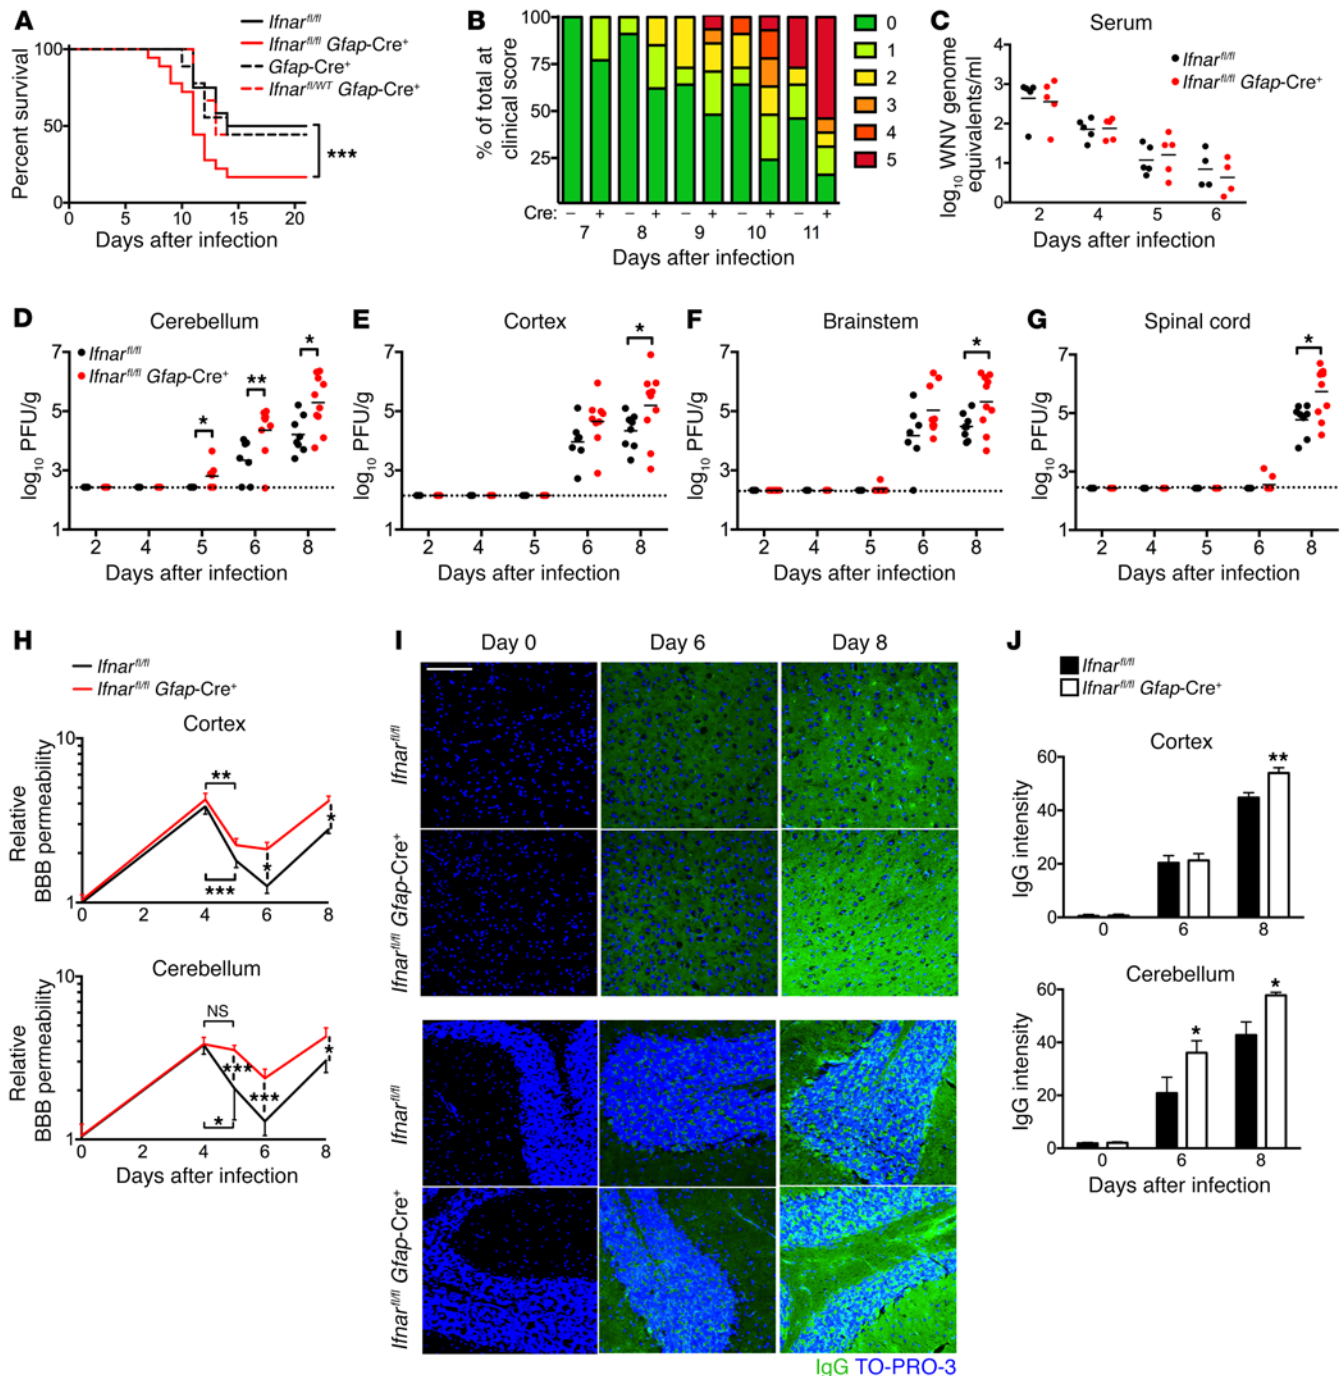 A
Ifnar^fl/fl
Ifnar^fl/fl Gfap-Cre+
Gfap-Cre+
Ifnar^fl/WT Gfap-Cre+
Percent survival
100
50
0
***
0 5 10 15 20
Days after infection
B
% of total at
clinical score
100
75
50
25
0
1
2
3
4
5
Cre: – + – + – + – + – +
7 8 9 10 11
Days after infection
C
Serum
Ifnar^fl/fl
Ifnar^fl/fl Gfap-Cre+
log10 WNV genome
equivalents/ml
4
3
2
1
0
2 4 5 6
Days after infection
D
Cerebellum
Ifnar^fl/fl
Ifnar^fl/fl Gfap-Cre+
log10 PFU/g
7
5
3
1
* ** *
2 4 5 6 8
Days after infection
E
Cortex
log10 PFU/g
7
5
3
1
*
2 4 5 6 8
Days after infection
F
Brainstem
log10 PFU/g
7
5
3
1
*
2 4 5 6 8
Days after infection
G
Spinal cord
log10 PFU/g
7
5
3
1
*
2 4 5 6 8
Days after infection
H
Ifnar^fl/fl
Ifnar^fl/fl Gfap-Cre+
Cortex
Relative
BBB permeability
10
1
**
***
*
*
0 2 4 6 8
Cerebellum
Relative
BBB permeability
10
1
NS
***
*
***
*
0 2 4 6 8
Days after infection
I
Day 0 Day 6 Day 8
Ifnar^fl/fl
Ifnar^fl/fl Gfap-Cre+
Ifnar^fl/fl
Ifnar^fl/fl Gfap-Cre+
IgG TO-PRO-3
J
Ifnar^fl/fl
Ifnar^fl/fl Gfap-Cre+
Cortex
IgG intensity
60
40
20
0
**
0 6 8
Cerebellum
IgG intensity
60
40
20
0
* *
0 6 8
Days after infection